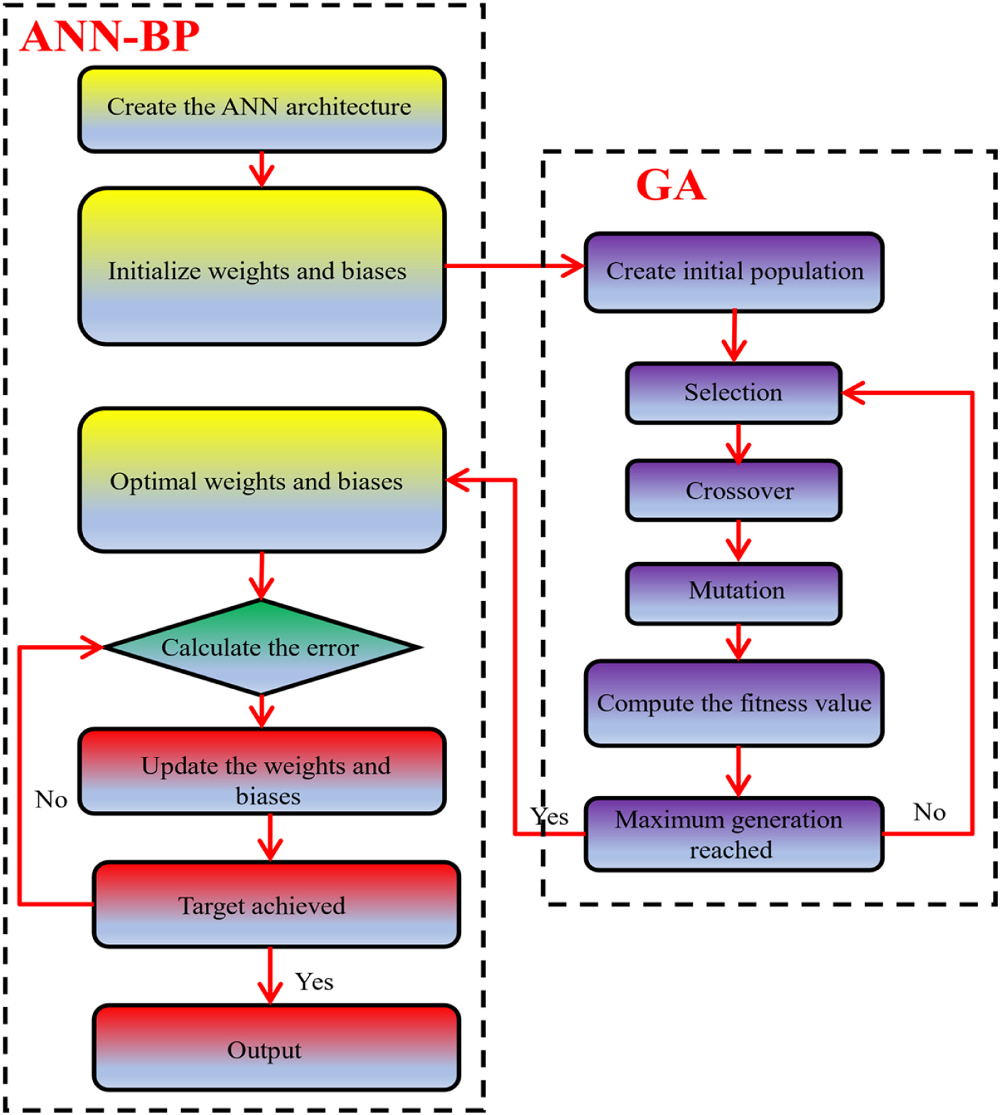 ANN-BP
Create the ANN architecture
Initialize weights and biases
Optimal weights and biases
Calculate the error
Update the weights and
biases
No
Target achieved
Yes
Output
GA
Create initial population
Selection
Crossover
Mutation
Compute the fitness value
Maximum generation
reached
Yes
No